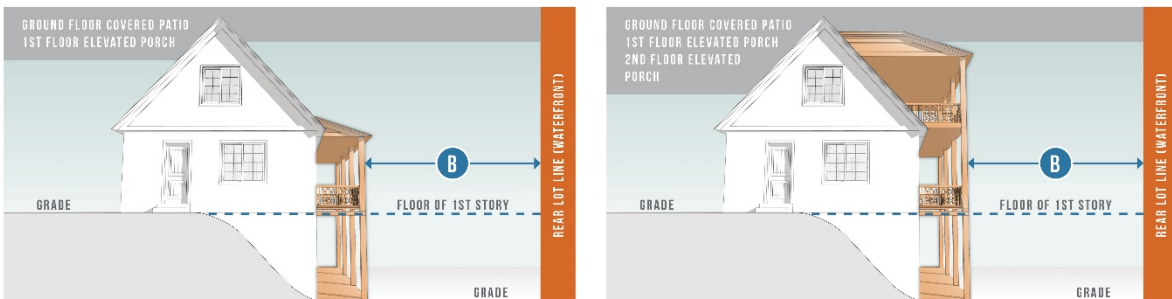 GROUND FLOOR COVERED PATIO
1ST FLOOR ELEVATED PORCH
B
GRADE
FLOOR OF 1ST STORY
GRADE
REAR LOT LINE (WATERFRONT)
GROUND FLOOR COVERED PATIO
1ST FLOOR ELEVATED PORCH
2ND FLOOR ELEVATED
PORCH
B
GRADE
FLOOR OF 1ST STORY
GRADE
REAR LOT LINE (WATERFRONT)